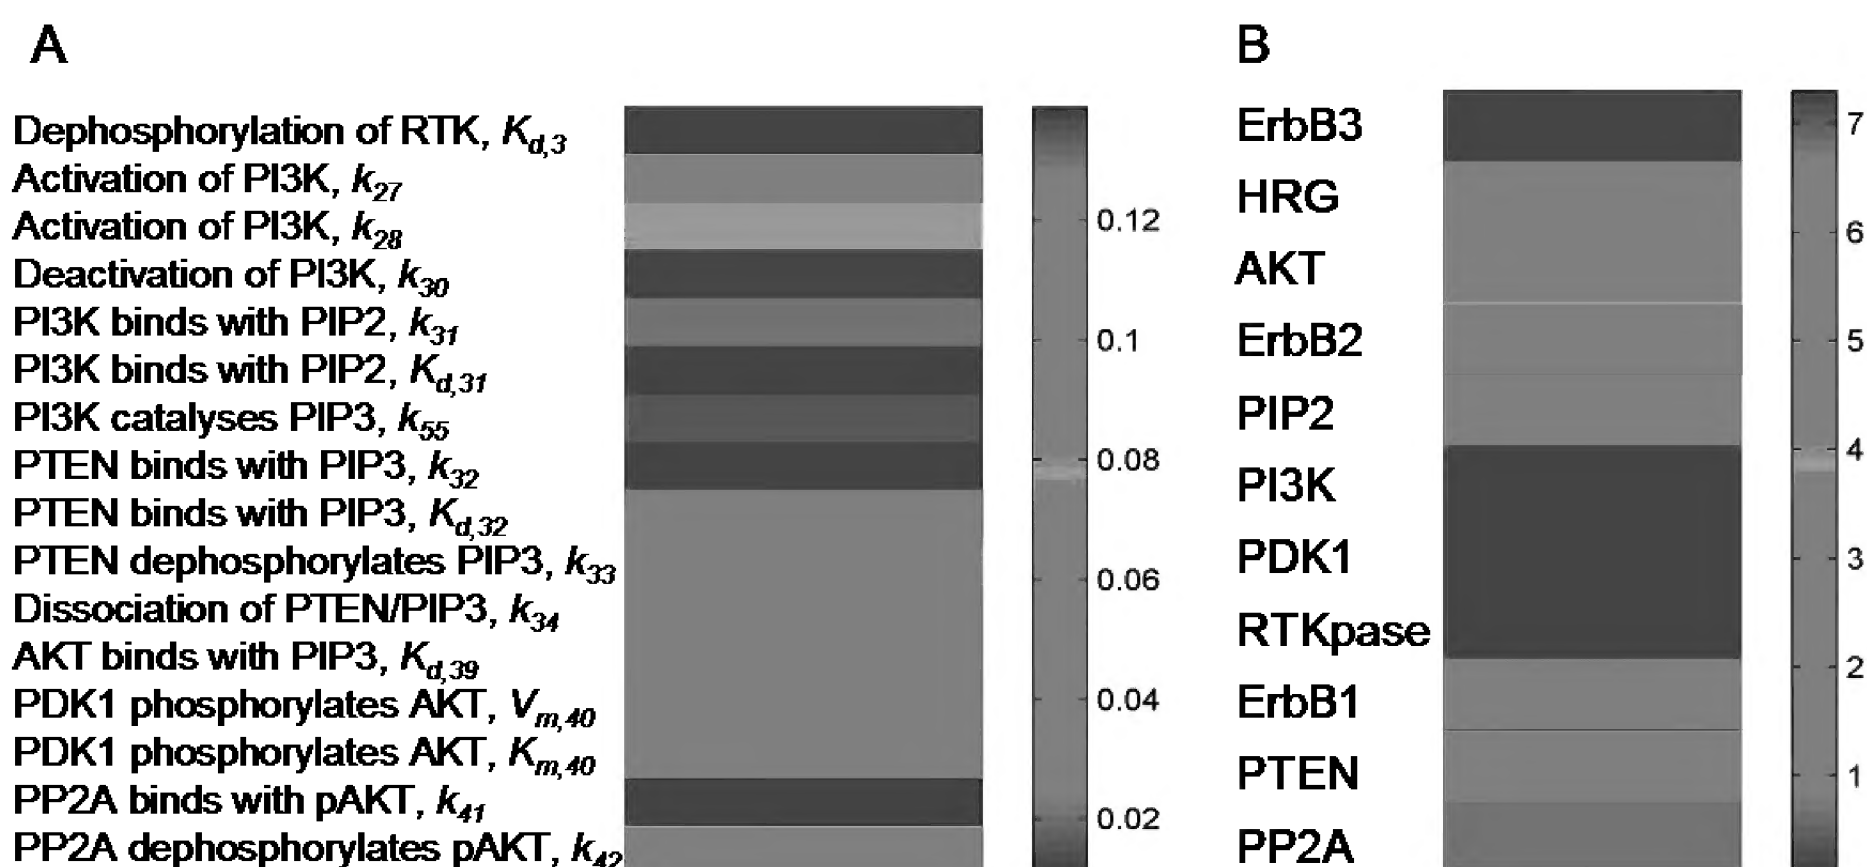 A
Dephosphorylation of RTK, Kd,3
Activation of PI3K, k27
Activation of PI3K, k28
Deactivation of PI3K, k30
PI3K binds with PIP2, k31
PI3K binds with PIP2, Kd,31
PI3K catalyses PIP3, k55
PTEN binds with PIP3, k32
PTEN binds with PIP3, Kd,32
PTEN dephosphorylates PIP3, k33
Dissociation of PTEN/PIP3, k34
AKT binds with PIP3, Kd,39
PDK1 phosphorylates AKT, Vm,40
PDK1 phosphorylates AKT, Km,40
PP2A binds with pAKT, k41
PP2A dephosphorylates pAKT, k42
0.12
0.1
0.08
0.06
0.04
0.02
B
ErbB3
HRG
AKT
ErbB2
PIP2
PI3K
PDK1
RTKpase
ErbB1
PTEN
PP2A
7
6
5
4
3
2
1